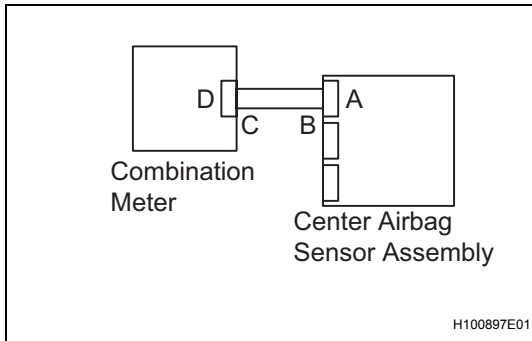 D
A
C
B
Combination
Meter
Center Airbag
Sensor Assembly
H100897E01